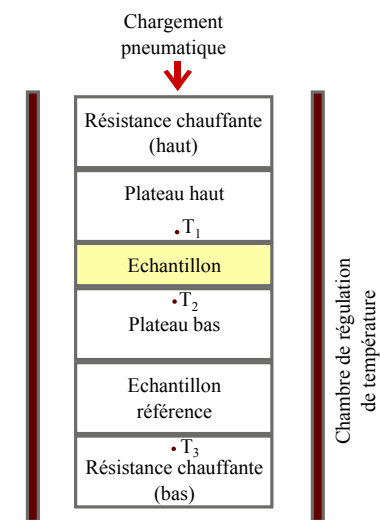 Chargement
pneumatique
Résistance chauffante
(haut)
Plateau haut
T1
Echantillon
T2
Plateau bas
Echantillon
référence
T3
Résistance chauffante
(bas)
Chambre de régulation
de température